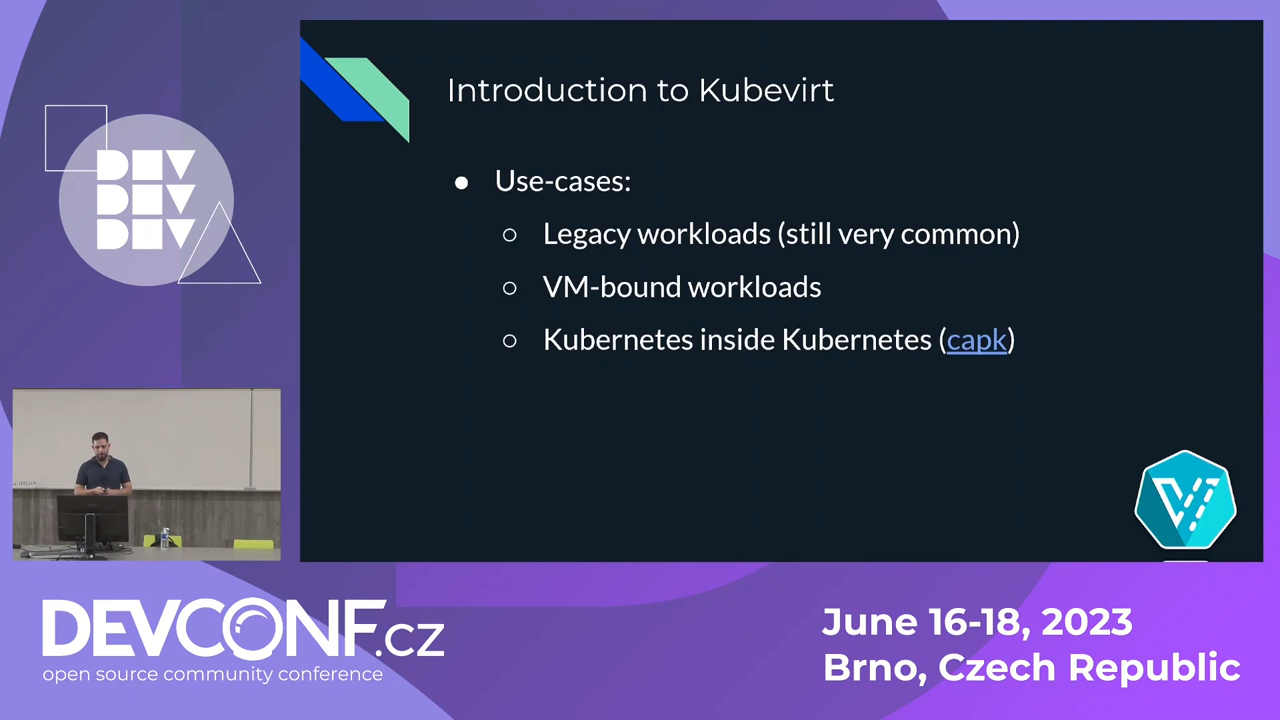 DEV
DEV
DEV
Introduction to Kubevirt
● Use-cases:
○ Legacy workloads (still very common)
○ VM-bound workloads
○ Kubernetes inside Kubernetes (capk)
DEVCONF.cz
open source community conference
June 16-18, 2023
Brno, Czech Republic